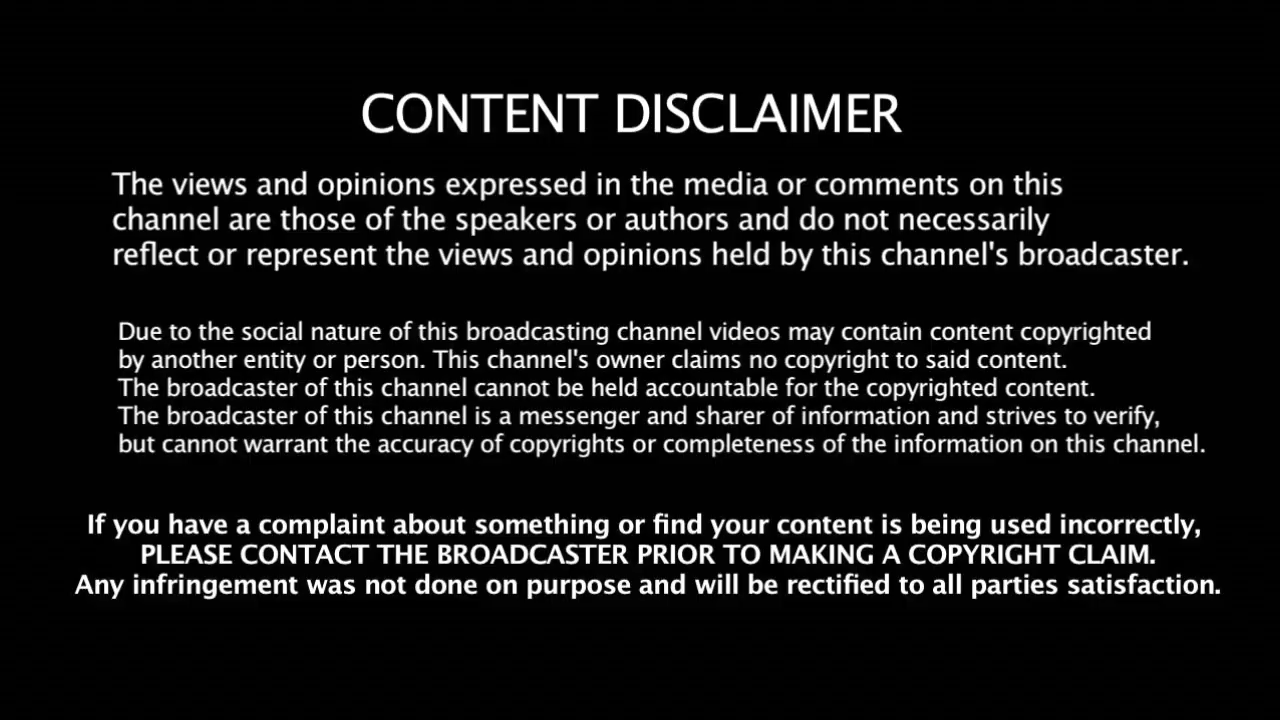 CONTENT DISCLAIMER
The views and opinions expressed in the media or comments on this
channel are those of the speakers or authors and do not necessarily
reflect or represent the views and opinions held by this channel's broadcaster.
Due to the social nature of this broadcasting channel videos may contain content copyrighted
by another entity or person. This channel's owner claims no copyright to said content.
The broadcaster of this channel cannot be held accountable for the copyrighted content.
The broadcaster of this channel is a messenger and sharer of information and strives to verify,
but cannot warrant the accuracy of copyrights or completeness of the information on this channel.
If you have a complaint about something or find your content is being used incorrectly,
PLEASE CONTACT THE BROADCASTER PRIOR TO MAKING A COPYRIGHT CLAIM.
Any infringement was not done on purpose and will be rectified to all parties satisfaction.